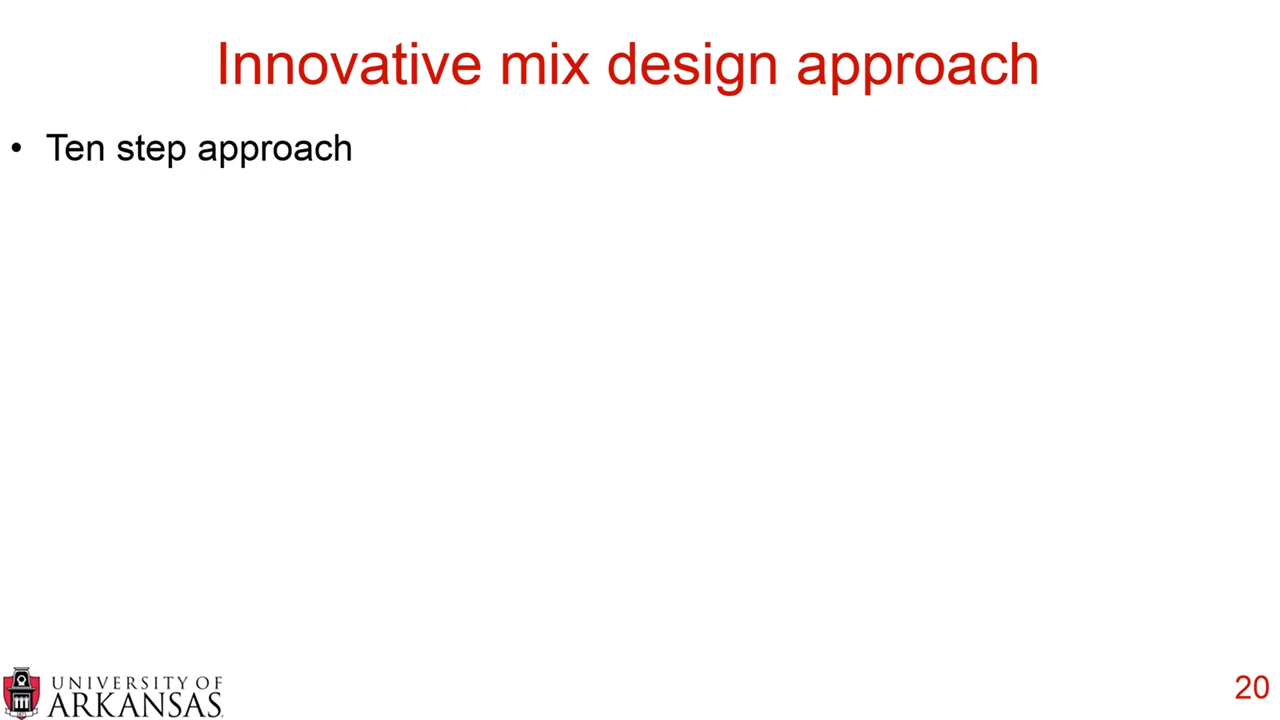 Innovative mix design approach
• Ten step approach
UNIVERSITY OF
ARKANSAS
20